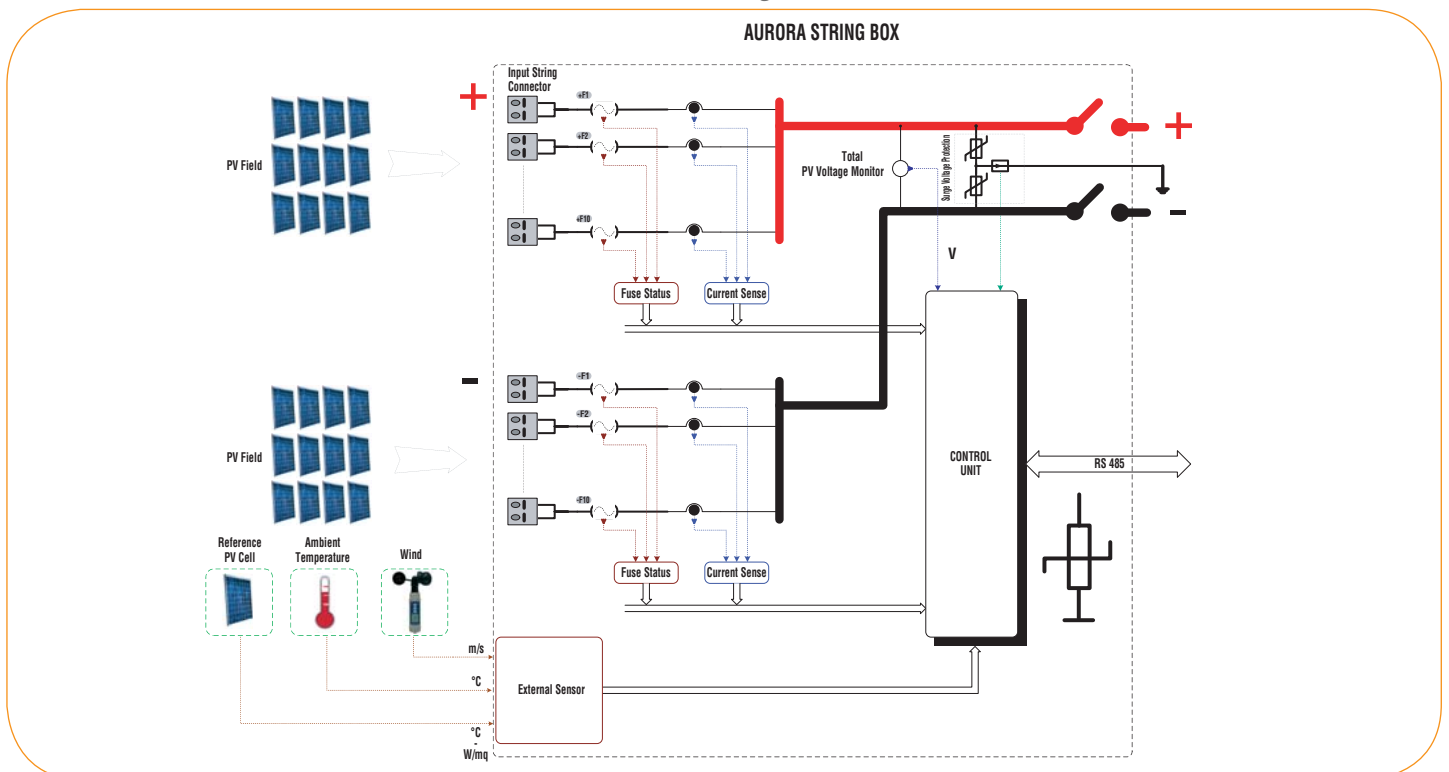 AURORA STRING BOX
Input String
Connector
+
+F1
+F2
+F10
PV Field
Total
PV Voltage Monitor
Surge Voltage Protection
+
-
V
Fuse Status
Current Sense
-
-F1
-F2
-F10
PV Field
CONTROL
UNIT
RS 485
Fuse Status
Current Sense
Reference
PV Cell
Ambient
Temperature
Wind
m/s
°C
°C
-
W/mq
External Sensor